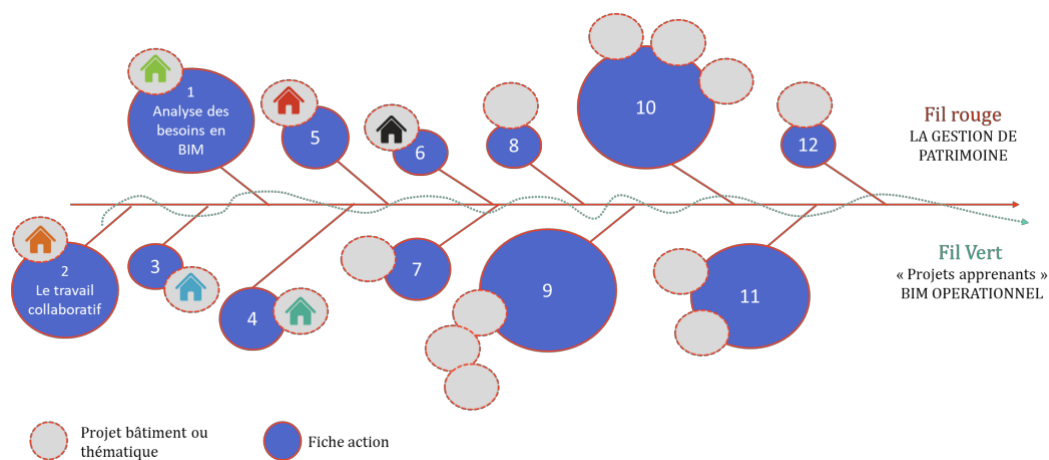 1
Analyse des
besoins en
BIM
5
6
8
10
12
Fil rouge
LA GESTION DE
PATRIMOINE
2
Le travail
collaboratif
3
4
7
9
11
Fil Vert
« Projets apprenants »
BIM OPERATIONNEL
Projet bâtiment ou
thématique
Fiche action